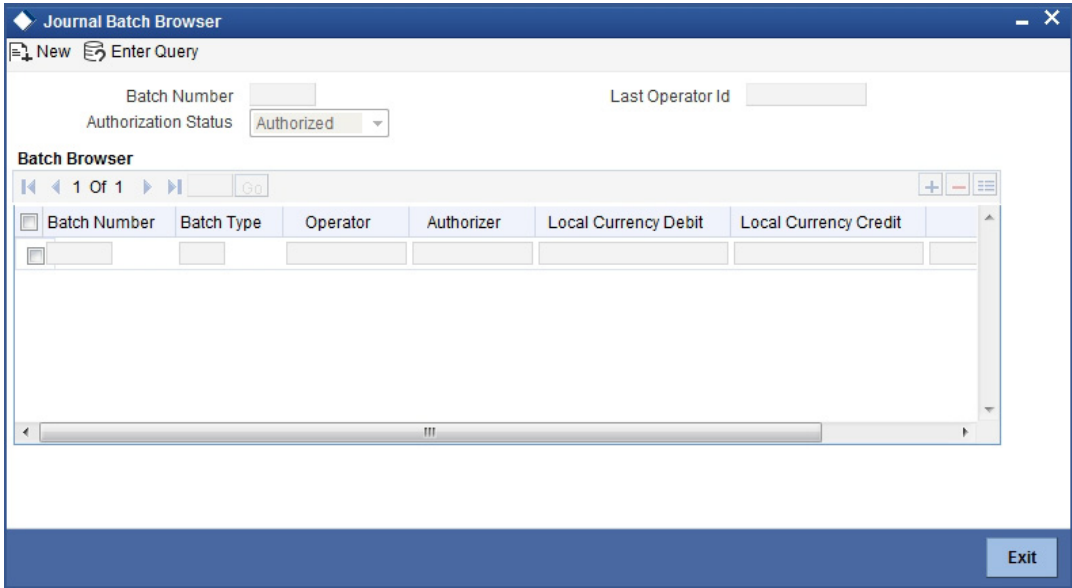 Journal Batch Browser
New Enter Query
Batch Number Last Operator Id
Authorization Status Authorized
Batch Browser
1 Of 1 Go
Batch Number Batch Type Operator Authorizer Local Currency Debit Local Currency Credit
Exit